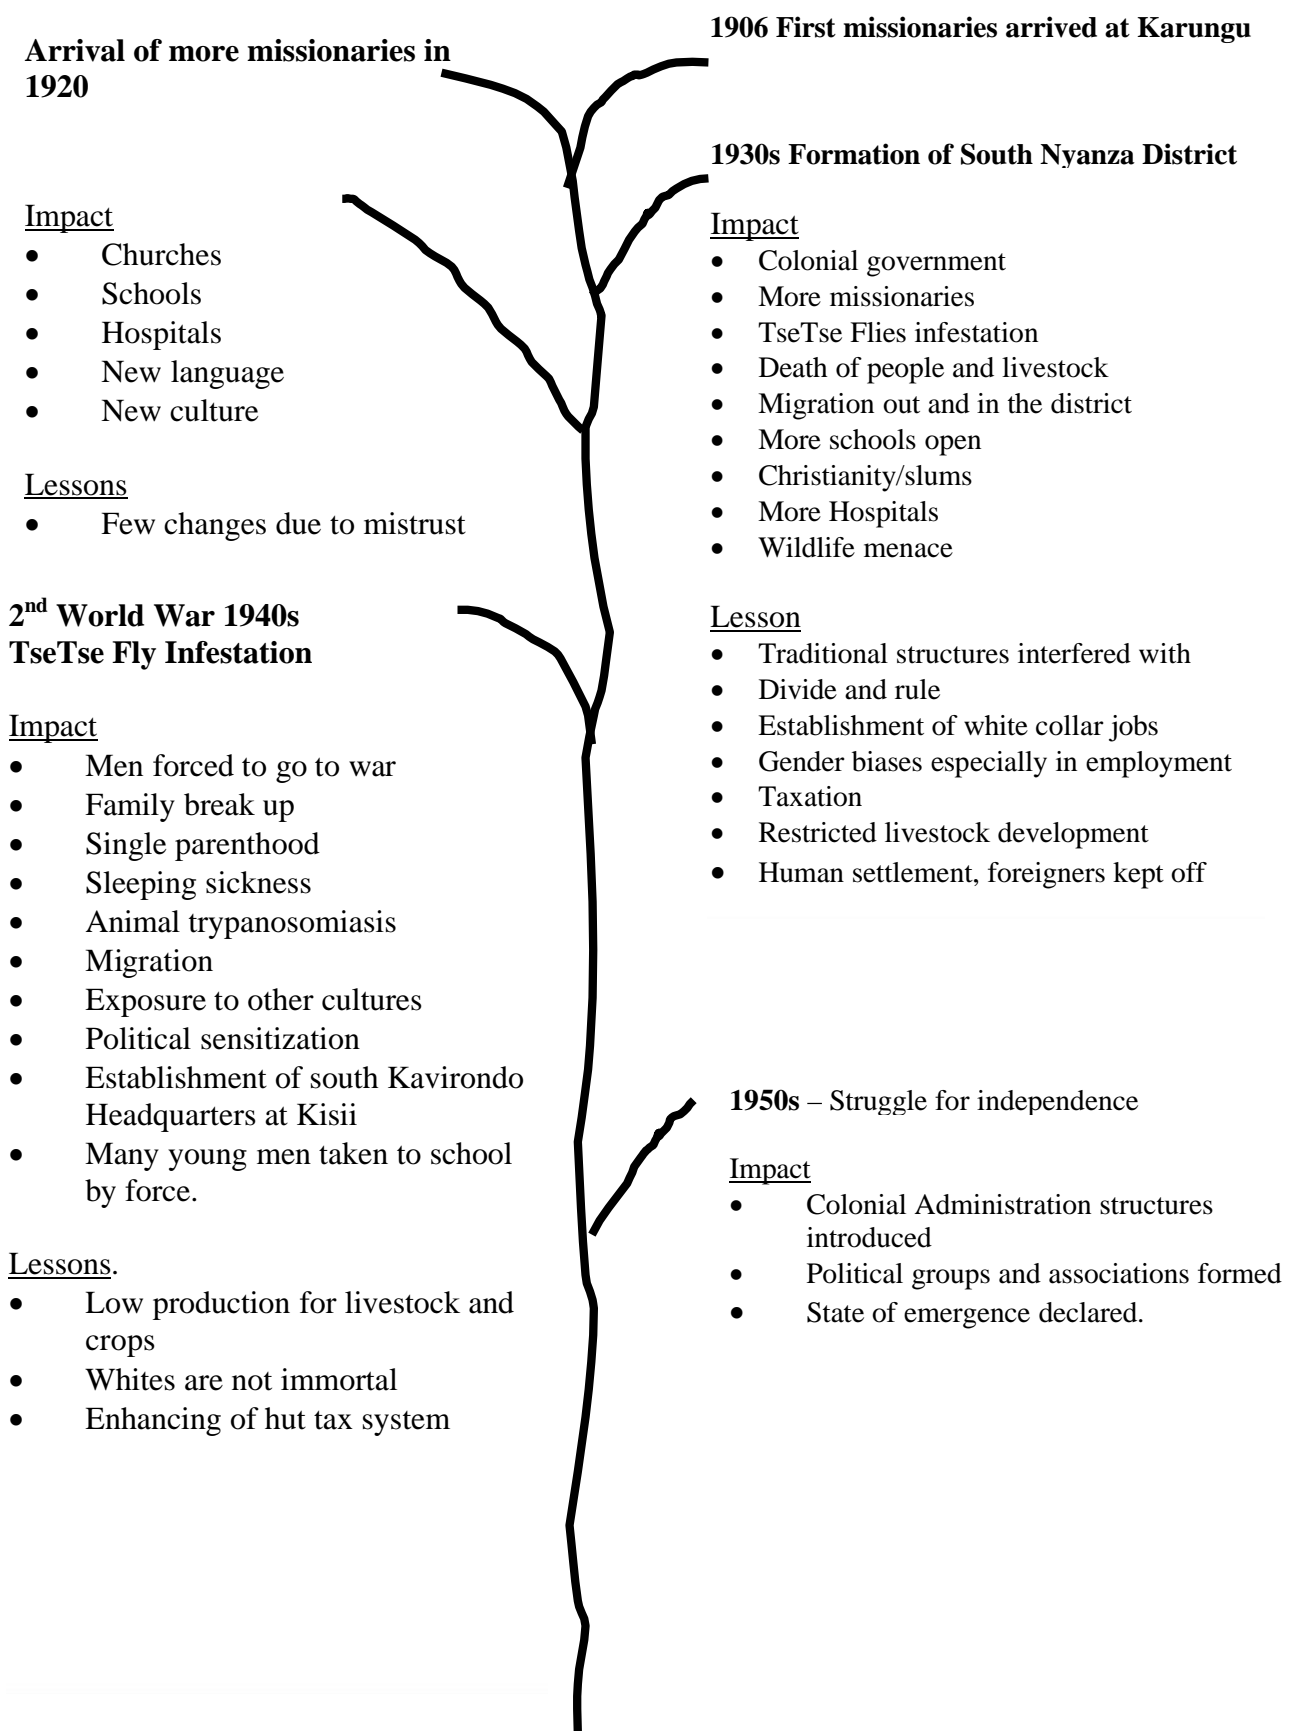 Arrival of more missionaries in
1920
Impact
• Churches
• Schools
• Hospitals
• New language
• New culture
Lessons
• Few changes due to mistrust
2nd World War 1940s
TseTse Fly Infestation
Impact
• Men forced to go to war
• Family break up
• Single parenthood
• Sleeping sickness
• Animal trypanosomiasis
• Migration
• Exposure to other cultures
• Political sensitization
• Establishment of south Kavirondo
Headquarters at Kisii
• Many young men taken to school
by force.
Lessons.
• Low production for livestock and
crops
• Whites are not immortal
• Enhancing of hut tax system
1906 First missionaries arrived at Karungu
1930s Formation of South Nyanza District
Impact
• Colonial government
• More missionaries
• TseTse Flies infestation
• Death of people and livestock
• Migration out and in the district
• More schools open
• Christianity/slums
• More Hospitals
• Wildlife menace
Lesson
• Traditional structures interfered with
• Divide and rule
• Establishment of white collar jobs
• Gender biases especially in employment
• Taxation
• Restricted livestock development
• Human settlement, foreigners kept off
1950s – Struggle for independence
Impact
• Colonial Administration structures
introduced
• Political groups and associations formed
• State of emergence declared.